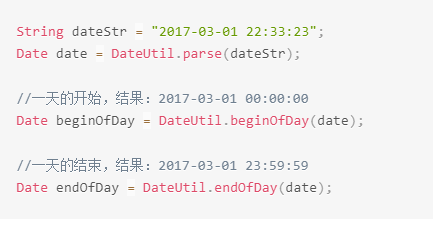 String dateStr = "2017-03-01 22:33:23";
Date date = DateUtil.parse(dateStr);
//一天的开始，结果：2017-03-01 00:00:00
Date beginOfDay = DateUtil.beginOfDay(date);
//一天的结束，结果：2017-03-01 23:59:59
Date endOfDay = DateUtil.endOfDay(date);